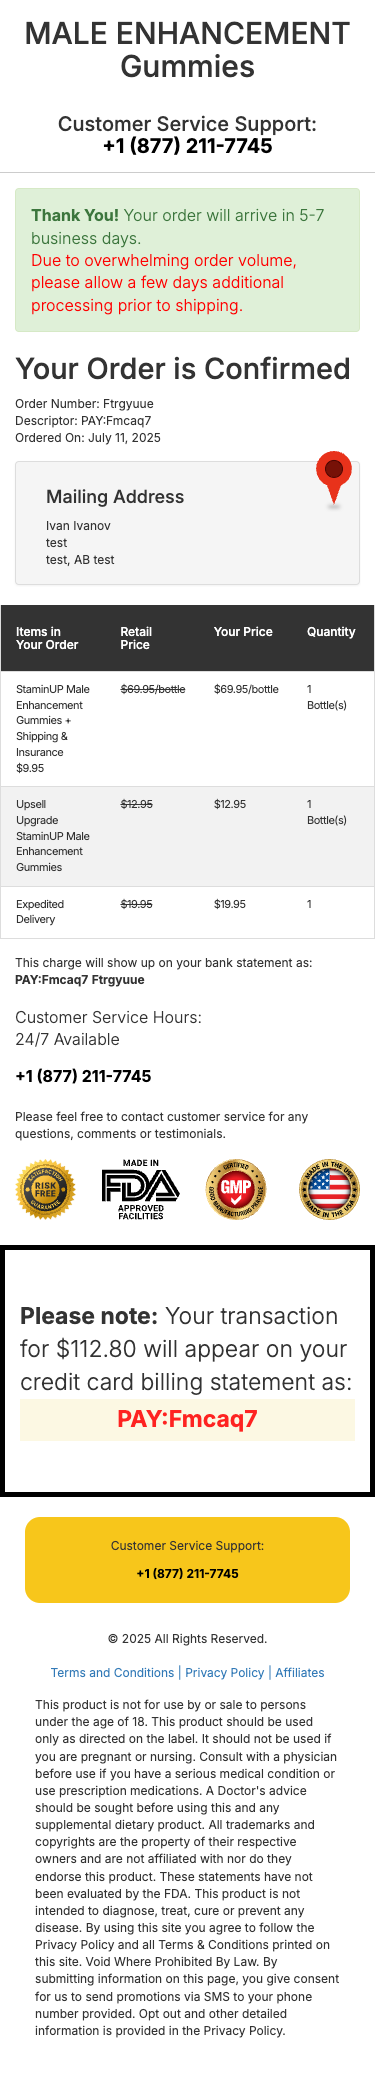 MALE ENHANCEMENT
Gummies
Customer Service Support:
+1 (877) 211-7745
Thank You! Your order will arrive in 5-7
business days.
Due to overwhelming order volume,
please allow a few days additional
processing prior to shipping.
Your Order is Confirmed
Order Number: Ftrgyuue
Descriptor: PAY:Fmcaq7
Ordered On: July 11, 2025
Mailing Address
Ivan Ivanov
test
test, AB test
Items in Your Order Retail Price Your Price Quantity
StaminUP Male Enhancement Gummies + Shipping & Insurance $9.95 $69.95/bottle $69.95/bottle 1 Bottle(s)
Upsell Upgrade StaminUP Male Enhancement Gummies $12.95 $12.95 1 Bottle(s)
Expedited Delivery $19.95 $19.95 1
This charge will show up on your bank statement as:
PAY:Fmcaq7 Ftrgyuue
Customer Service Hours:
24/7 Available
+1 (877) 211-7745
Please feel free to contact customer service for any
questions, comments or testimonials.
SATISFACTION RISK FREE GUARANTEED
MADE IN FDA APPROVED FACILITIES
CERTIFIED GMP GOOD MANUFACTURING PRACTICE
MADE IN THE USA MADE IN THE USA
Please note: Your transaction
for $112.80 will appear on your
credit card billing statement as:
PAY:Fmcaq7
Customer Service Support:
+1 (877) 211-7745
© 2025 All Rights Reserved.
Terms and Conditions | Privacy Policy | Affiliates
This product is not for use by or sale to persons
under the age of 18. This product should be used
only as directed on the label. It should not be used if
you are pregnant or nursing. Consult with a physician
before use if you have a serious medical condition or
use prescription medications. A Doctor's advice
should be sought before using this and any
supplemental dietary product. All trademarks and
copyrights are the property of their respective
owners and are not affiliated with nor do they
endorse this product. These statements have not
been evaluated by the FDA. This product is not
intended to diagnose, treat, cure or prevent any
disease. By using this site you agree to follow the
Privacy Policy and all Terms & Conditions printed on
this site. Void Where Prohibited By Law. By
submitting information on this page, you give consent
for us to send promotions via SMS to your phone
number provided. Opt out and other detailed
information is provided in the Privacy Policy.